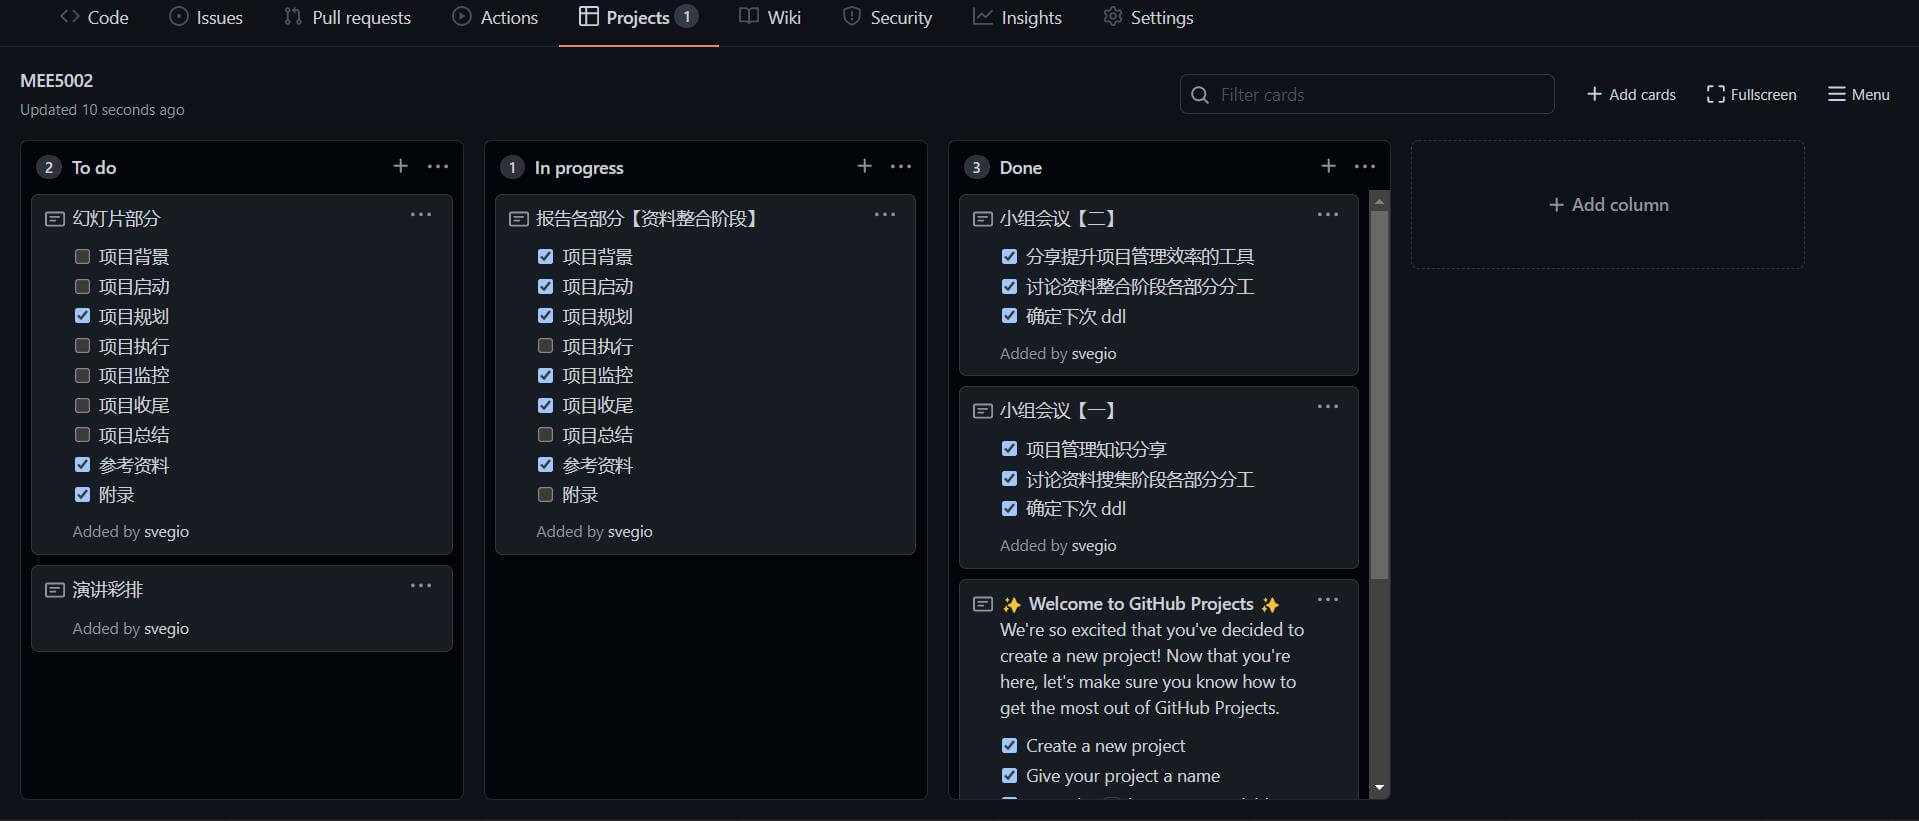 Code Issues Pull requests Actions Projects 1 Wiki Security Insights Settings
MEE5002
Updated 10 seconds ago
Filter cards
Add cards Fullscreen Menu
2 To do
幻灯片部分
项目背景
项目启动
项目规划
项目执行
项目监控
项目收尾
项目总结
参考资料
附录
Added by svegio
演讲彩排
Added by svegio
1 In progress
报告各部分【资料整合阶段】
项目背景
项目启动
项目规划
项目执行
项目监控
项目收尾
项目总结
参考资料
附录
Added by svegio
3 Done
小组会议【二】
分享提升项目管理效率的工具
讨论资料整合阶段各部分分工
确定下次 ddl
Added by svegio
小组会议【一】
项目管理知识分享
讨论资料搜集阶段各部分分工
确定下次 ddl
Added by svegio
✨ Welcome to GitHub Projects ✨
We're so excited that you've decided to
create a new project! Now that you're
here, let's make sure you know how to
get the most out of GitHub Projects.
Create a new project
Give your project a name
Add column